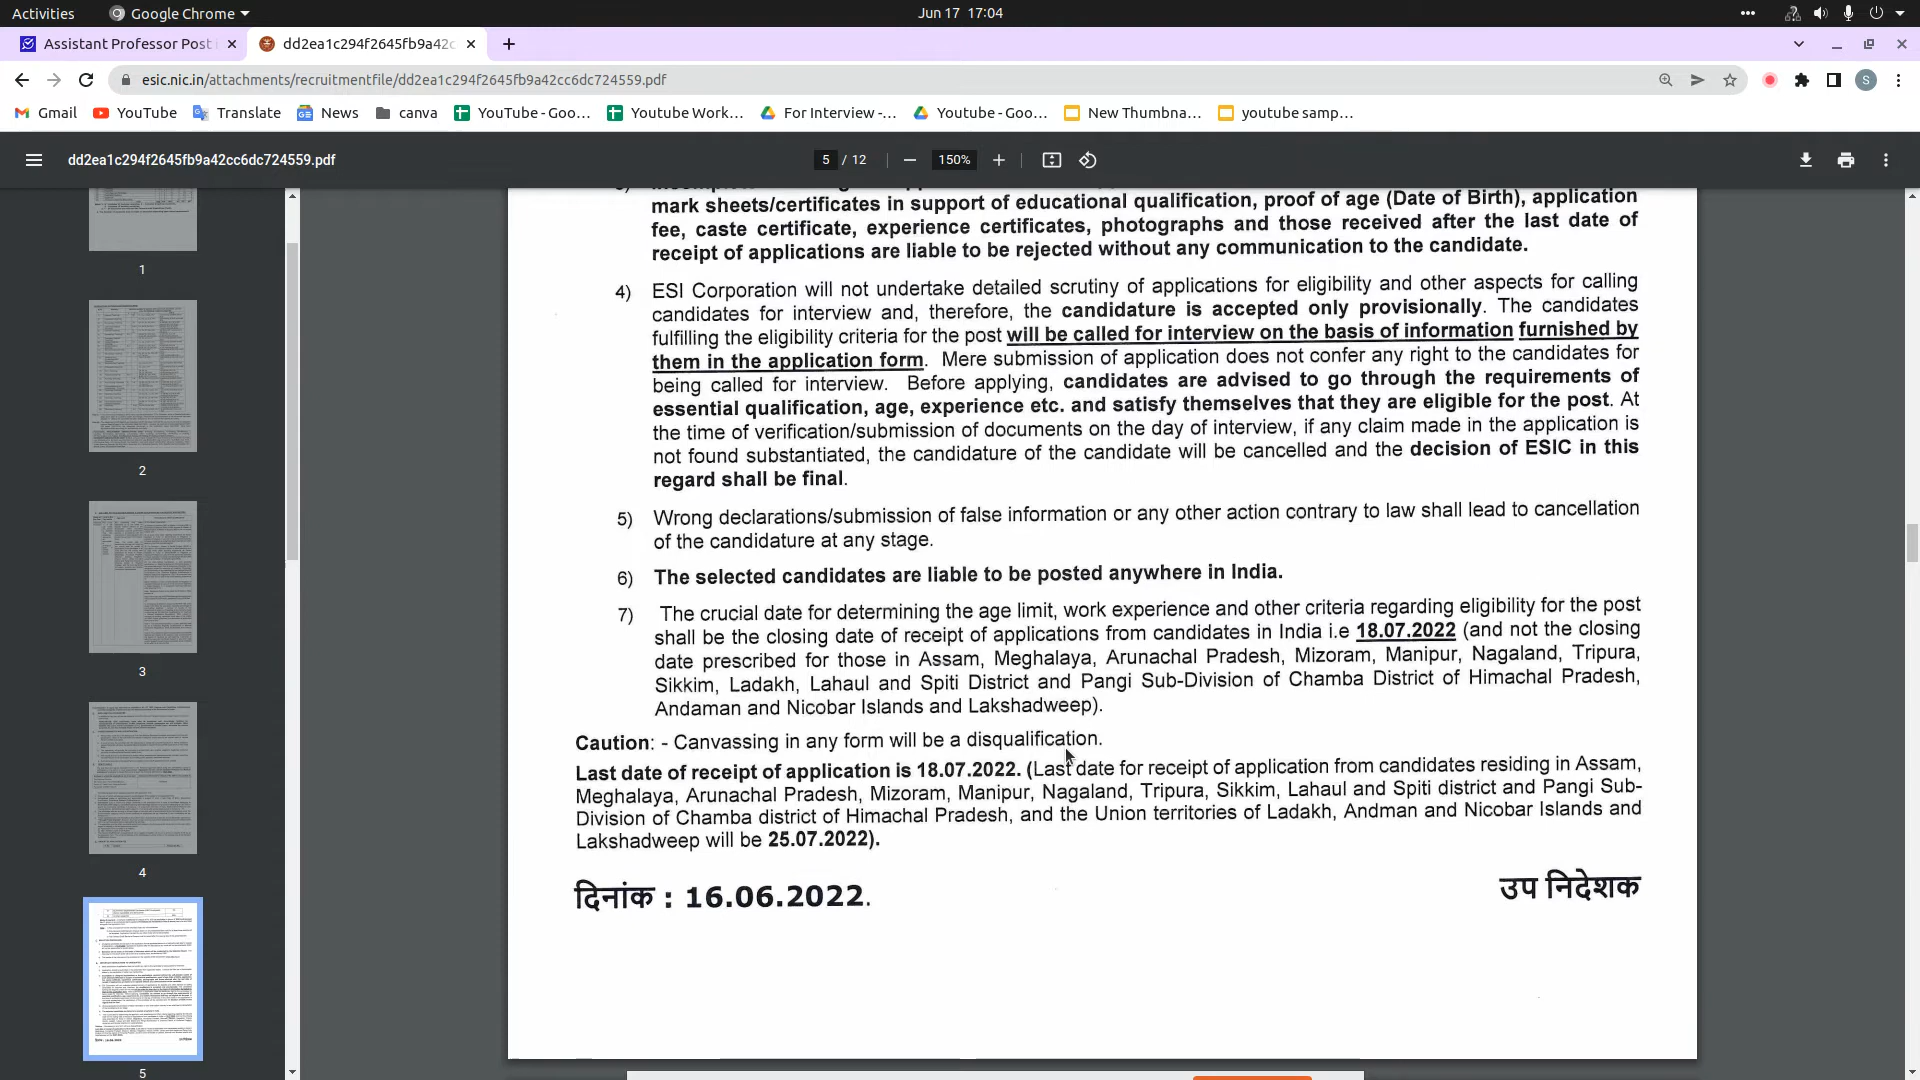 Activities
Google Chrome
Jun 17 17:04
Assistant Professor Post
dd2ea1c294f2645fb9a42c
esic.nic.in/attachments/recruitmentfile/dd2ea1c294f2645fb9a42cc6dc724559.pdf
S
Gmail YouTube Translate News canva YouTube - Goo... Youtube Work... For Interview -... Youtube - Goo... New Thumbna... youtube samp...
dd2ea1c294f2645fb9a42cc6dc724559.pdf
5 / 12
150%
1
2
3
4
5
mark sheets/certificates in support of educational qualification, proof of age (Date of Birth), application
fee, caste certificate, experience certificates, photographs and those received after the last date of
receipt of applications are liable to be rejected without any communication to the candidate.
4) ESI Corporation will not undertake detailed scrutiny of applications for eligibility and other aspects for calling
candidates for interview and, therefore, the candidature is accepted only provisionally. The candidates
fulfilling the eligibility criteria for the post will be called for interview on the basis of information furnished by
them in the application form. Mere submission of application does not confer any right to the candidates for
being called for interview. Before applying, candidates are advised to go through the requirements of
essential qualification, age, experience etc. and satisfy themselves that they are eligible for the post. At
the time of verification/submission of documents on the day of interview, if any claim made in the application is
not found substantiated, the candidature of the candidate will be cancelled and the decision of ESIC in this
regard shall be final.
5) Wrong declarations/submission of false information or any other action contrary to law shall lead to cancellation
of the candidature at any stage.
6) The selected candidates are liable to be posted anywhere in India.
7) The crucial date for determining the age limit, work experience and other criteria regarding eligibility for the post
shall be the closing date of receipt of applications from candidates in India i.e 18.07.2022 (and not the closing
date prescribed for those in Assam, Meghalaya, Arunachal Pradesh, Mizoram, Manipur, Nagaland, Tripura,
Sikkim, Ladakh, Lahaul and Spiti District and Pangi Sub-Division of Chamba District of Himachal Pradesh,
Andaman and Nicobar Islands and Lakshadweep).
Caution: - Canvassing in any form will be a disqualification.
Last date of receipt of application is 18.07.2022. (Last date for receipt of application from candidates residing in Assam,
Meghalaya, Arunachal Pradesh, Mizoram, Manipur, Nagaland, Tripura, Sikkim, Lahaul and Spiti district and Pangi Sub-
Division of Chamba district of Himachal Pradesh, and the Union territories of Ladakh, Andman and Nicobar Islands and
Lakshadweep will be 25.07.2022).
दिनांक : 16.06.2022.
उप निदेशक